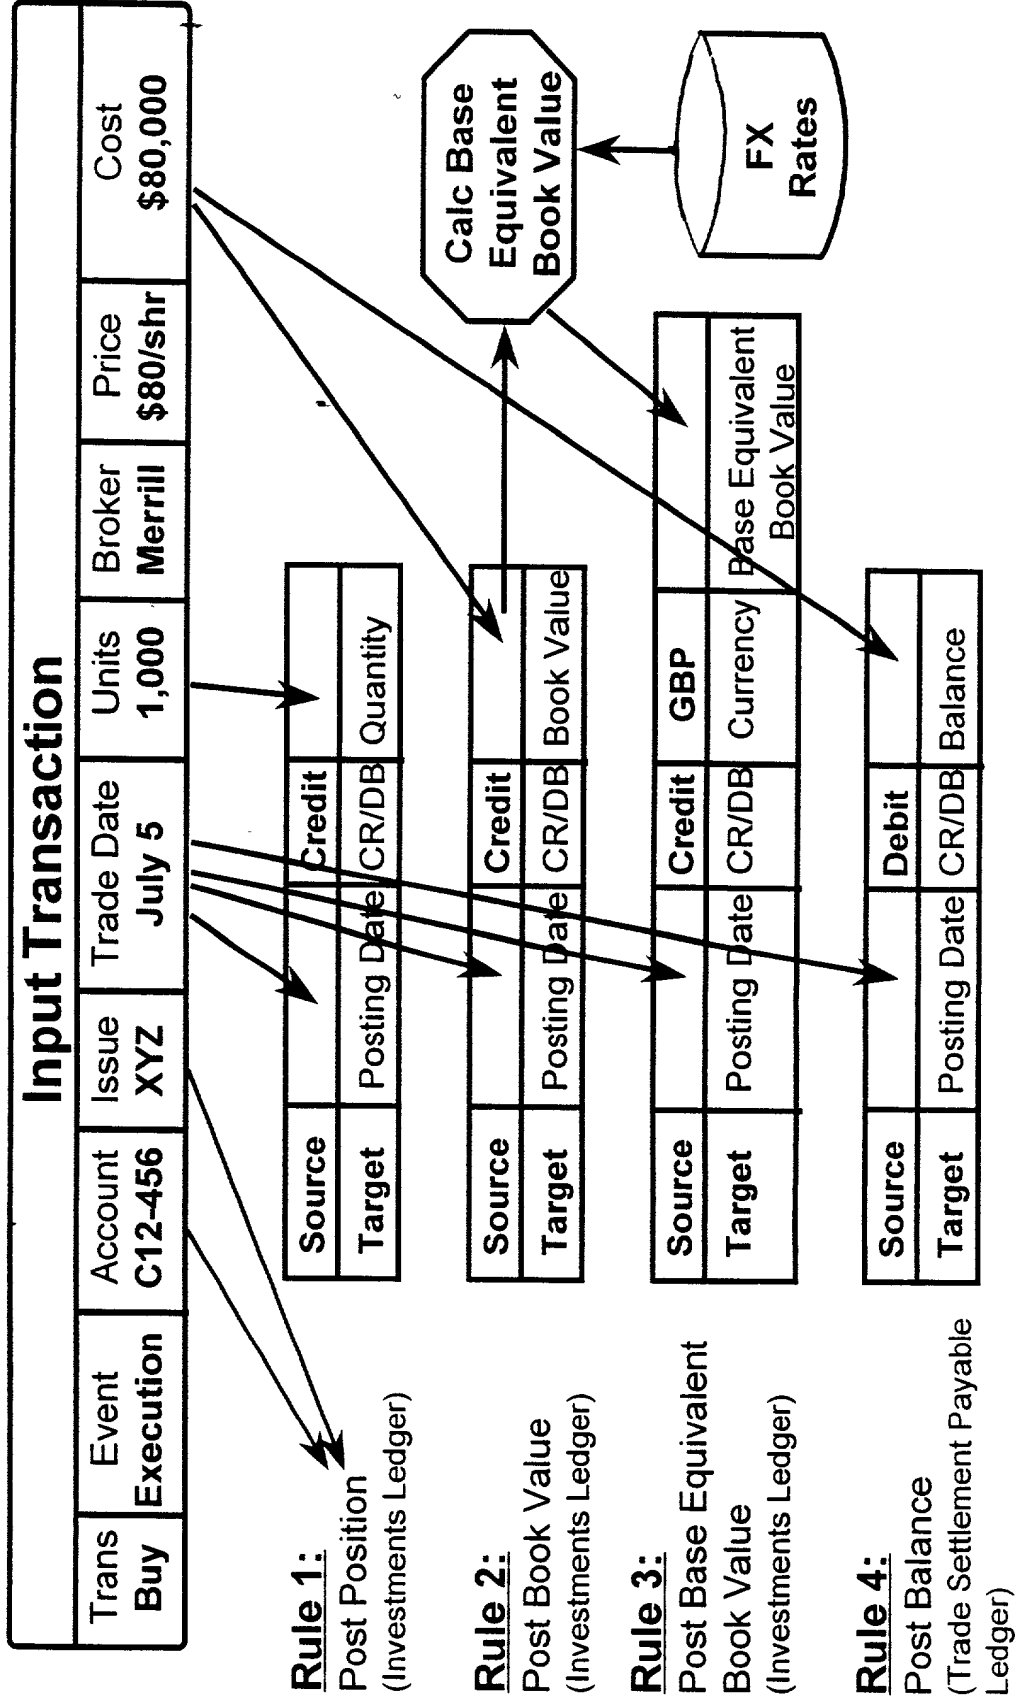 Input Transaction
Trans Event Account Issue Trade Date Units Broker Price Cost
Buy Execution C12-456 XYZ July 5 1,000 Merrill $80/shr $80,000
Rule 1:
Post Position
(Investments Ledger)
Source Credit
Target Posting Date CR/DB Quantity
Rule 2:
Post Book Value
(Investments Ledger)
Source Credit
Target Posting Date CR/DB Book Value
Calc Base
Equivalent
Book Value
Rule 3:
Post Base Equivalent
Book Value
(Investments Ledger)
Source Credit GBP
Target Posting Date CR/DB Currency Base Equivalent
Book Value
FX
Rates
Rule 4:
Post Balance
(Trade Settlement Payable
Ledger)
Source Debit
Target Posting Date CR/DB Balance